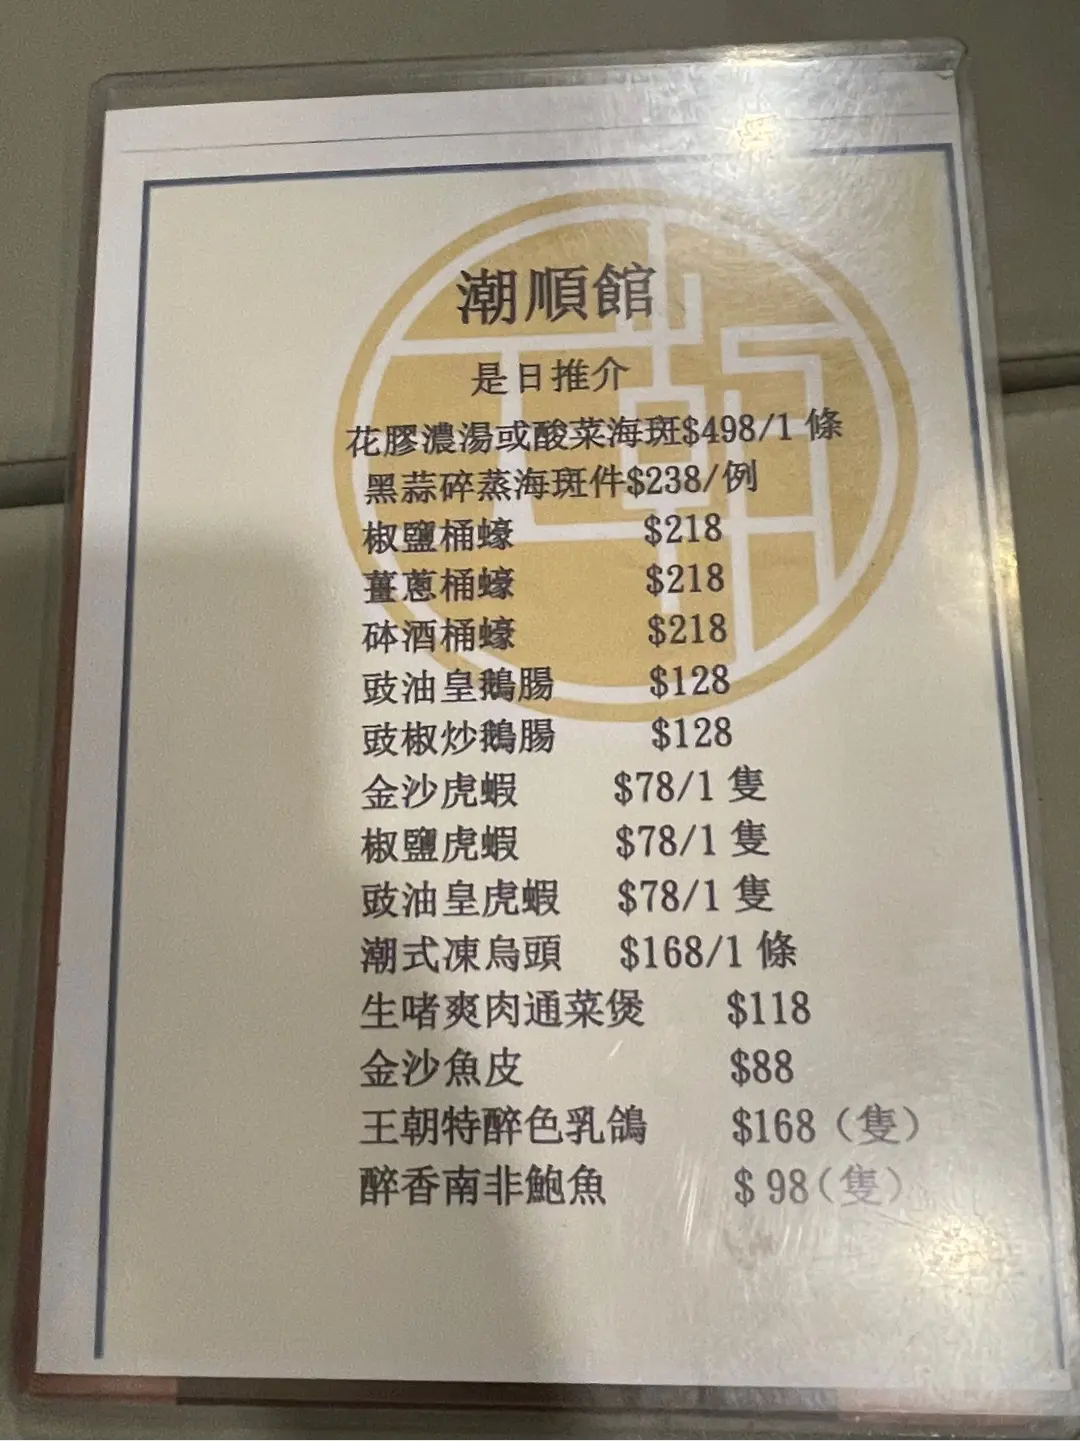 潮順館
是日推介
花膠濃湯或酸菜海斑$498/1 條
黑蒜碎蒸海斑件$238/例
椒鹽桶蠔 $218
薑蔥桶蠔 $218
砵酒桶蠔 $218
豉油皇鵝腸 $128
豉椒炒鵝腸 $128
金沙虎蝦 $78/1 隻
椒鹽虎蝦 $78/1 隻
豉油皇虎蝦 $78/1 隻
潮式凍烏頭 $168/1 條
生啫爽肉通菜煲 $118
金沙魚皮 $88
王朝特醉色乳鴿 $168（隻）
醉香南非鮑魚 $ 98（隻）